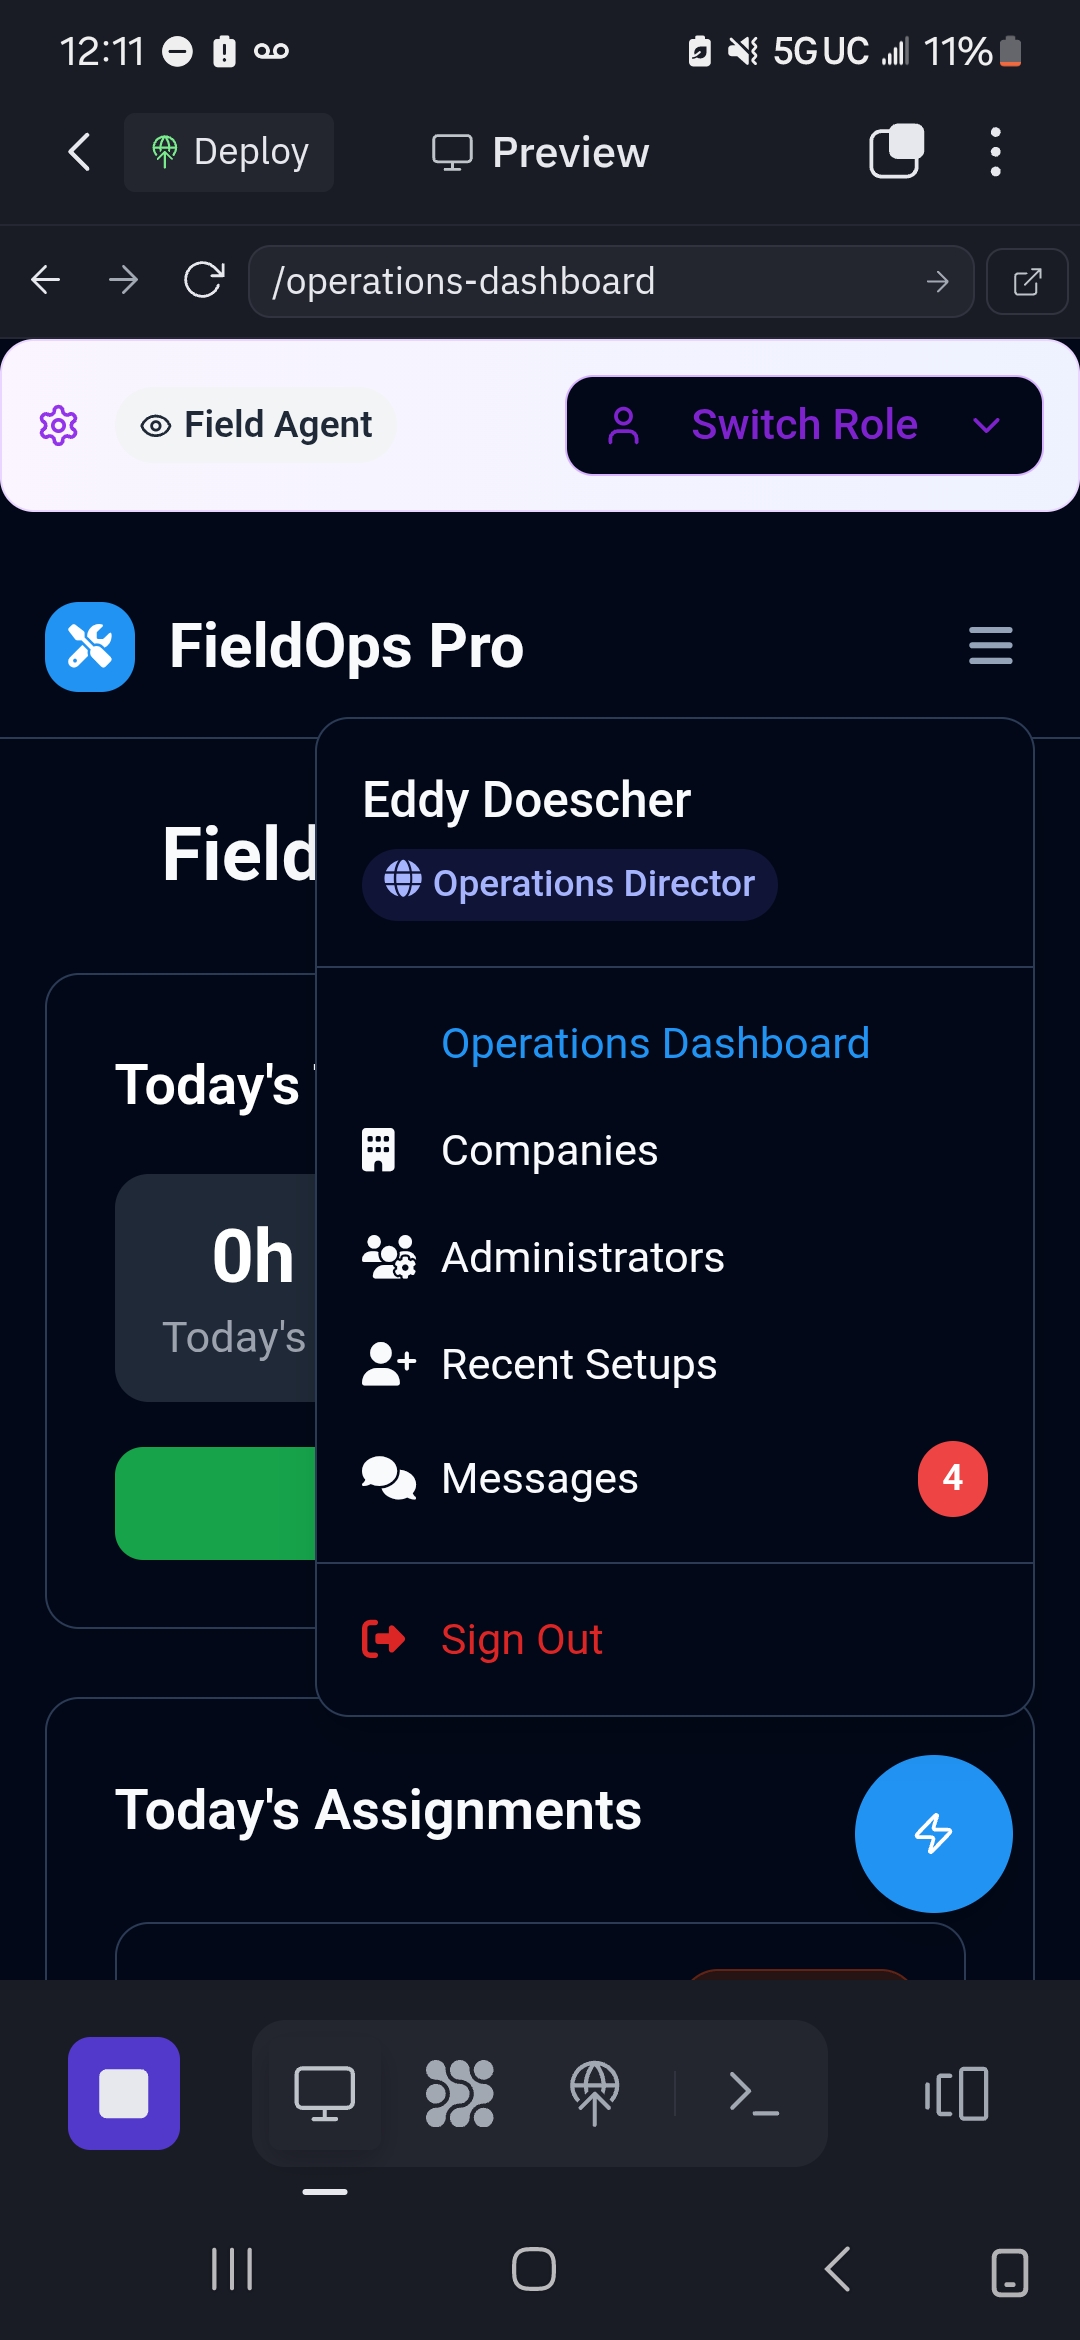 12:11
5G UC
11%
Deploy
Preview
/operations-dashboard
Field Agent
Switch Role
FieldOps Pro
Eddy Doescher
Field
Operations Director
Operations Dashboard
Today's
Companies
0h
Administrators
Today's
Recent Setups
Messages
4
Sign Out
Today's Assignments